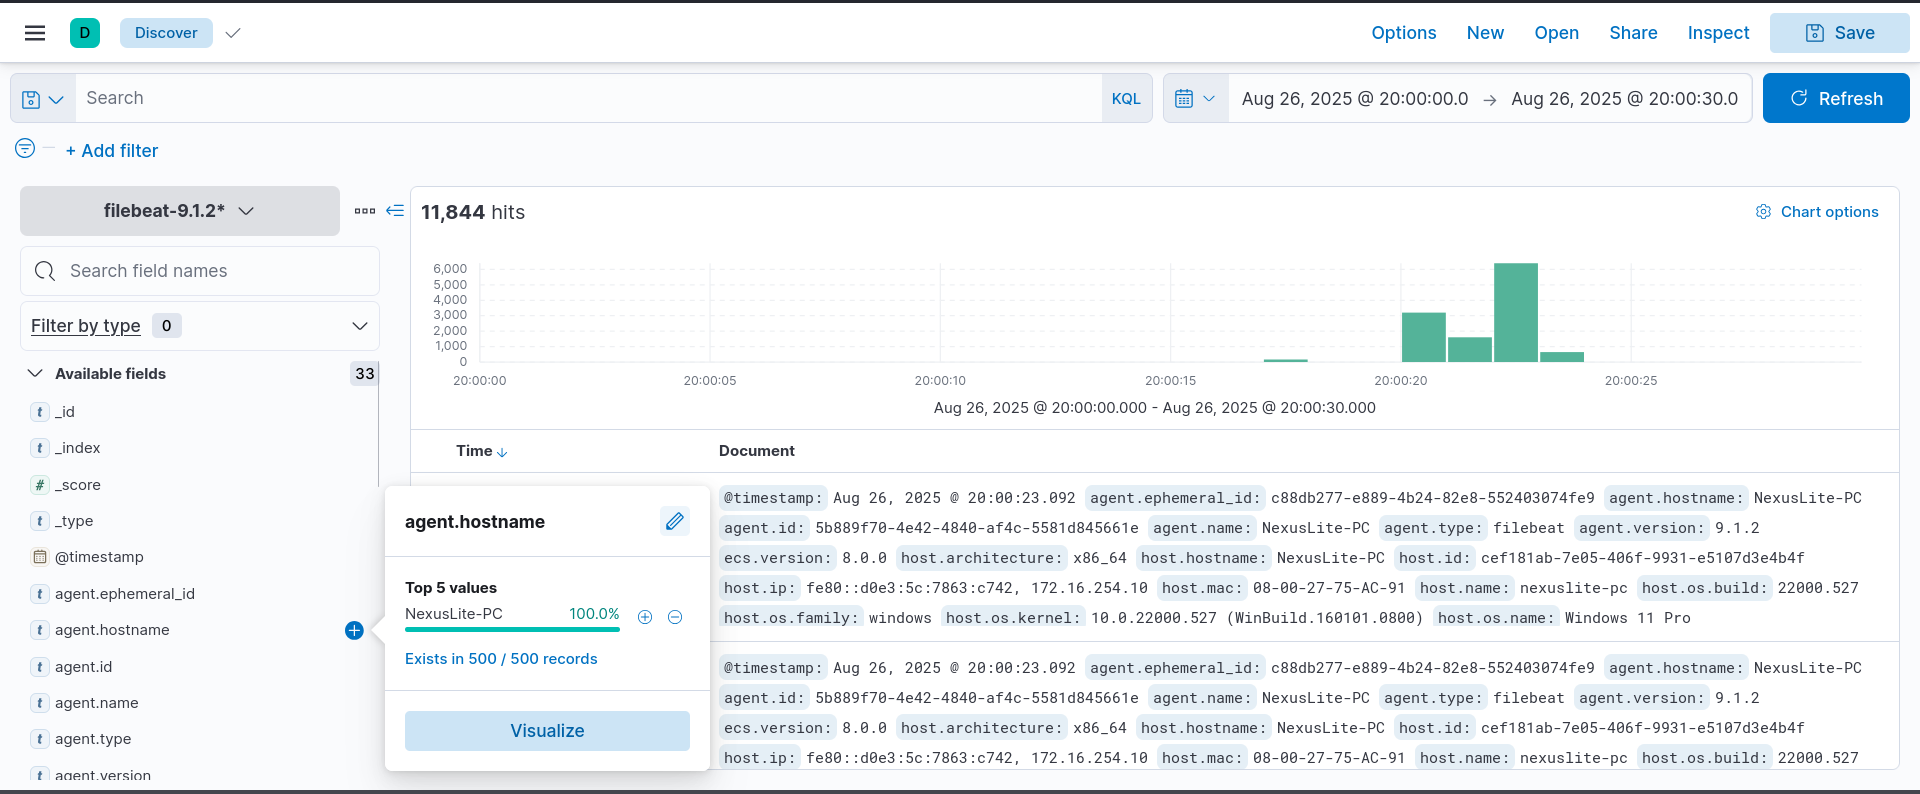 D Discover Options New Open Share Inspect Save
Search KQL Aug 26, 2025 @ 20:00:00.0 → Aug 26, 2025 @ 20:00:30.0 Refresh
+ Add filter
filebeat-9.1.2*
Search field names
Filter by type 0
Available fields 33
t _id
t _index
# _score
t _type
@timestamp
t agent.ephemeral_id
t agent.hostname
t agent.id
t agent.name
t agent.type
t agent.version
agent.hostname
Top 5 values
NexusLite-PC 100.0%
Exists in 500 / 500 records
Visualize
11,844 hits Chart options
6,000
5,000
4,000
3,000
2,000
1,000
0
20:00:00 20:00:05 20:00:10 20:00:15 20:00:20 20:00:25
Aug 26, 2025 @ 20:00:00.000 - Aug 26, 2025 @ 20:00:30.000
Time Document
@timestamp: Aug 26, 2025 @ 20:00:23.092 agent.ephemeral_id: c88db277-e889-4b24-82e8-552403074fe9 agent.hostname: NexusLite-PC
agent.id: 5b889f70-4e42-4840-af4c-5581d845661e agent.name: NexusLite-PC agent.type: filebeat agent.version: 9.1.2
ecs.version: 8.0.0 host.architecture: x86_64 host.hostname: NexusLite-PC host.id: cef181ab-7e05-406f-9931-e5107d3e4b4f
host.ip: fe80::d0e3:5c:7863:c742, 172.16.254.10 host.mac: 08-00-27-75-AC-91 host.name: nexuslite-pc host.os.build: 22000.527
host.os.family: windows host.os.kernel: 10.0.22000.527 (WinBuild.160101.0800) host.os.name: Windows 11 Pro
@timestamp: Aug 26, 2025 @ 20:00:23.092 agent.ephemeral_id: c88db277-e889-4b24-82e8-552403074fe9 agent.hostname: NexusLite-PC
agent.id: 5b889f70-4e42-4840-af4c-5581d845661e agent.name: NexusLite-PC agent.type: filebeat agent.version: 9.1.2
ecs.version: 8.0.0 host.architecture: x86_64 host.hostname: NexusLite-PC host.id: cef181ab-7e05-406f-9931-e5107d3e4b4f
host.ip: fe80::d0e3:5c:7863:c742, 172.16.254.10 host.mac: 08-00-27-75-AC-91 host.name: nexuslite-pc host.os.build: 22000.527